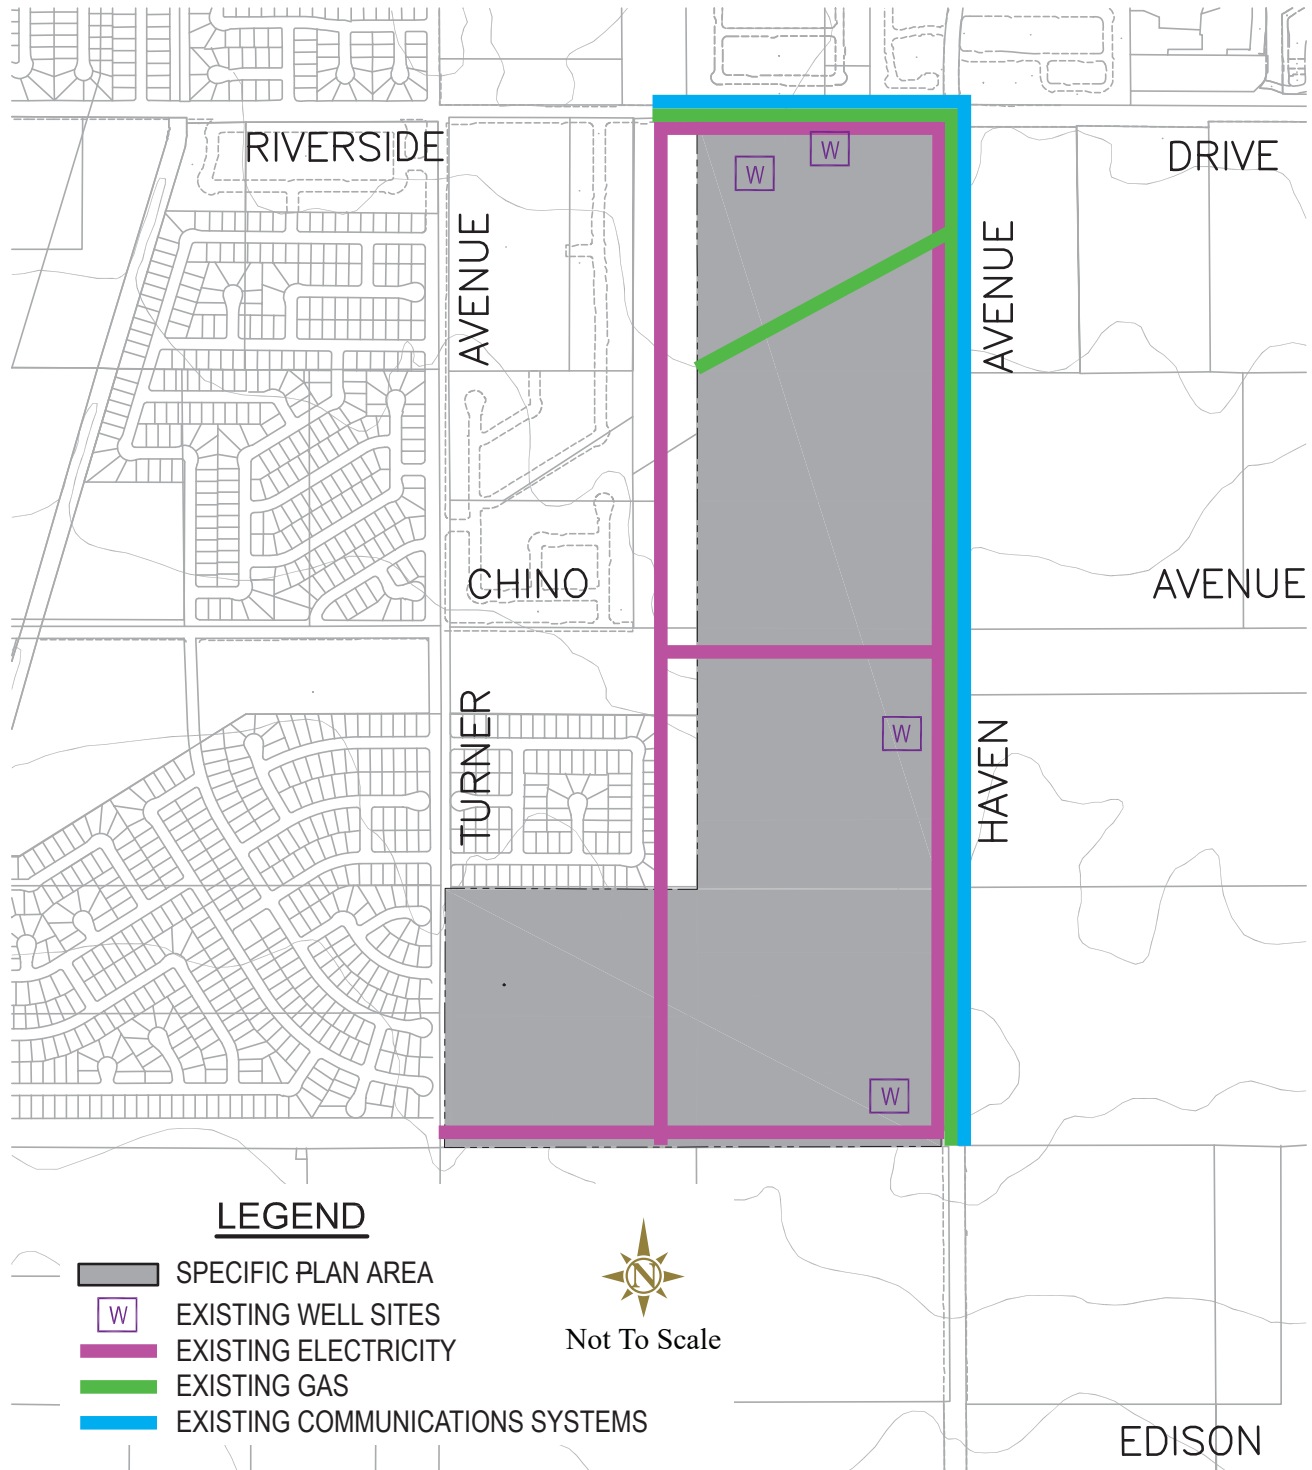 RIVERSIDE
DRIVE
W
W
AVENUE
AVENUE
CHINO
AVENUE
TURNER
HAVEN
W
W
LEGEND
SPECIFIC PLAN AREA
W EXISTING WELL SITES
EXISTING ELECTRICITY
EXISTING GAS
EXISTING COMMUNICATIONS SYSTEMS
N
Not To Scale
EDISON